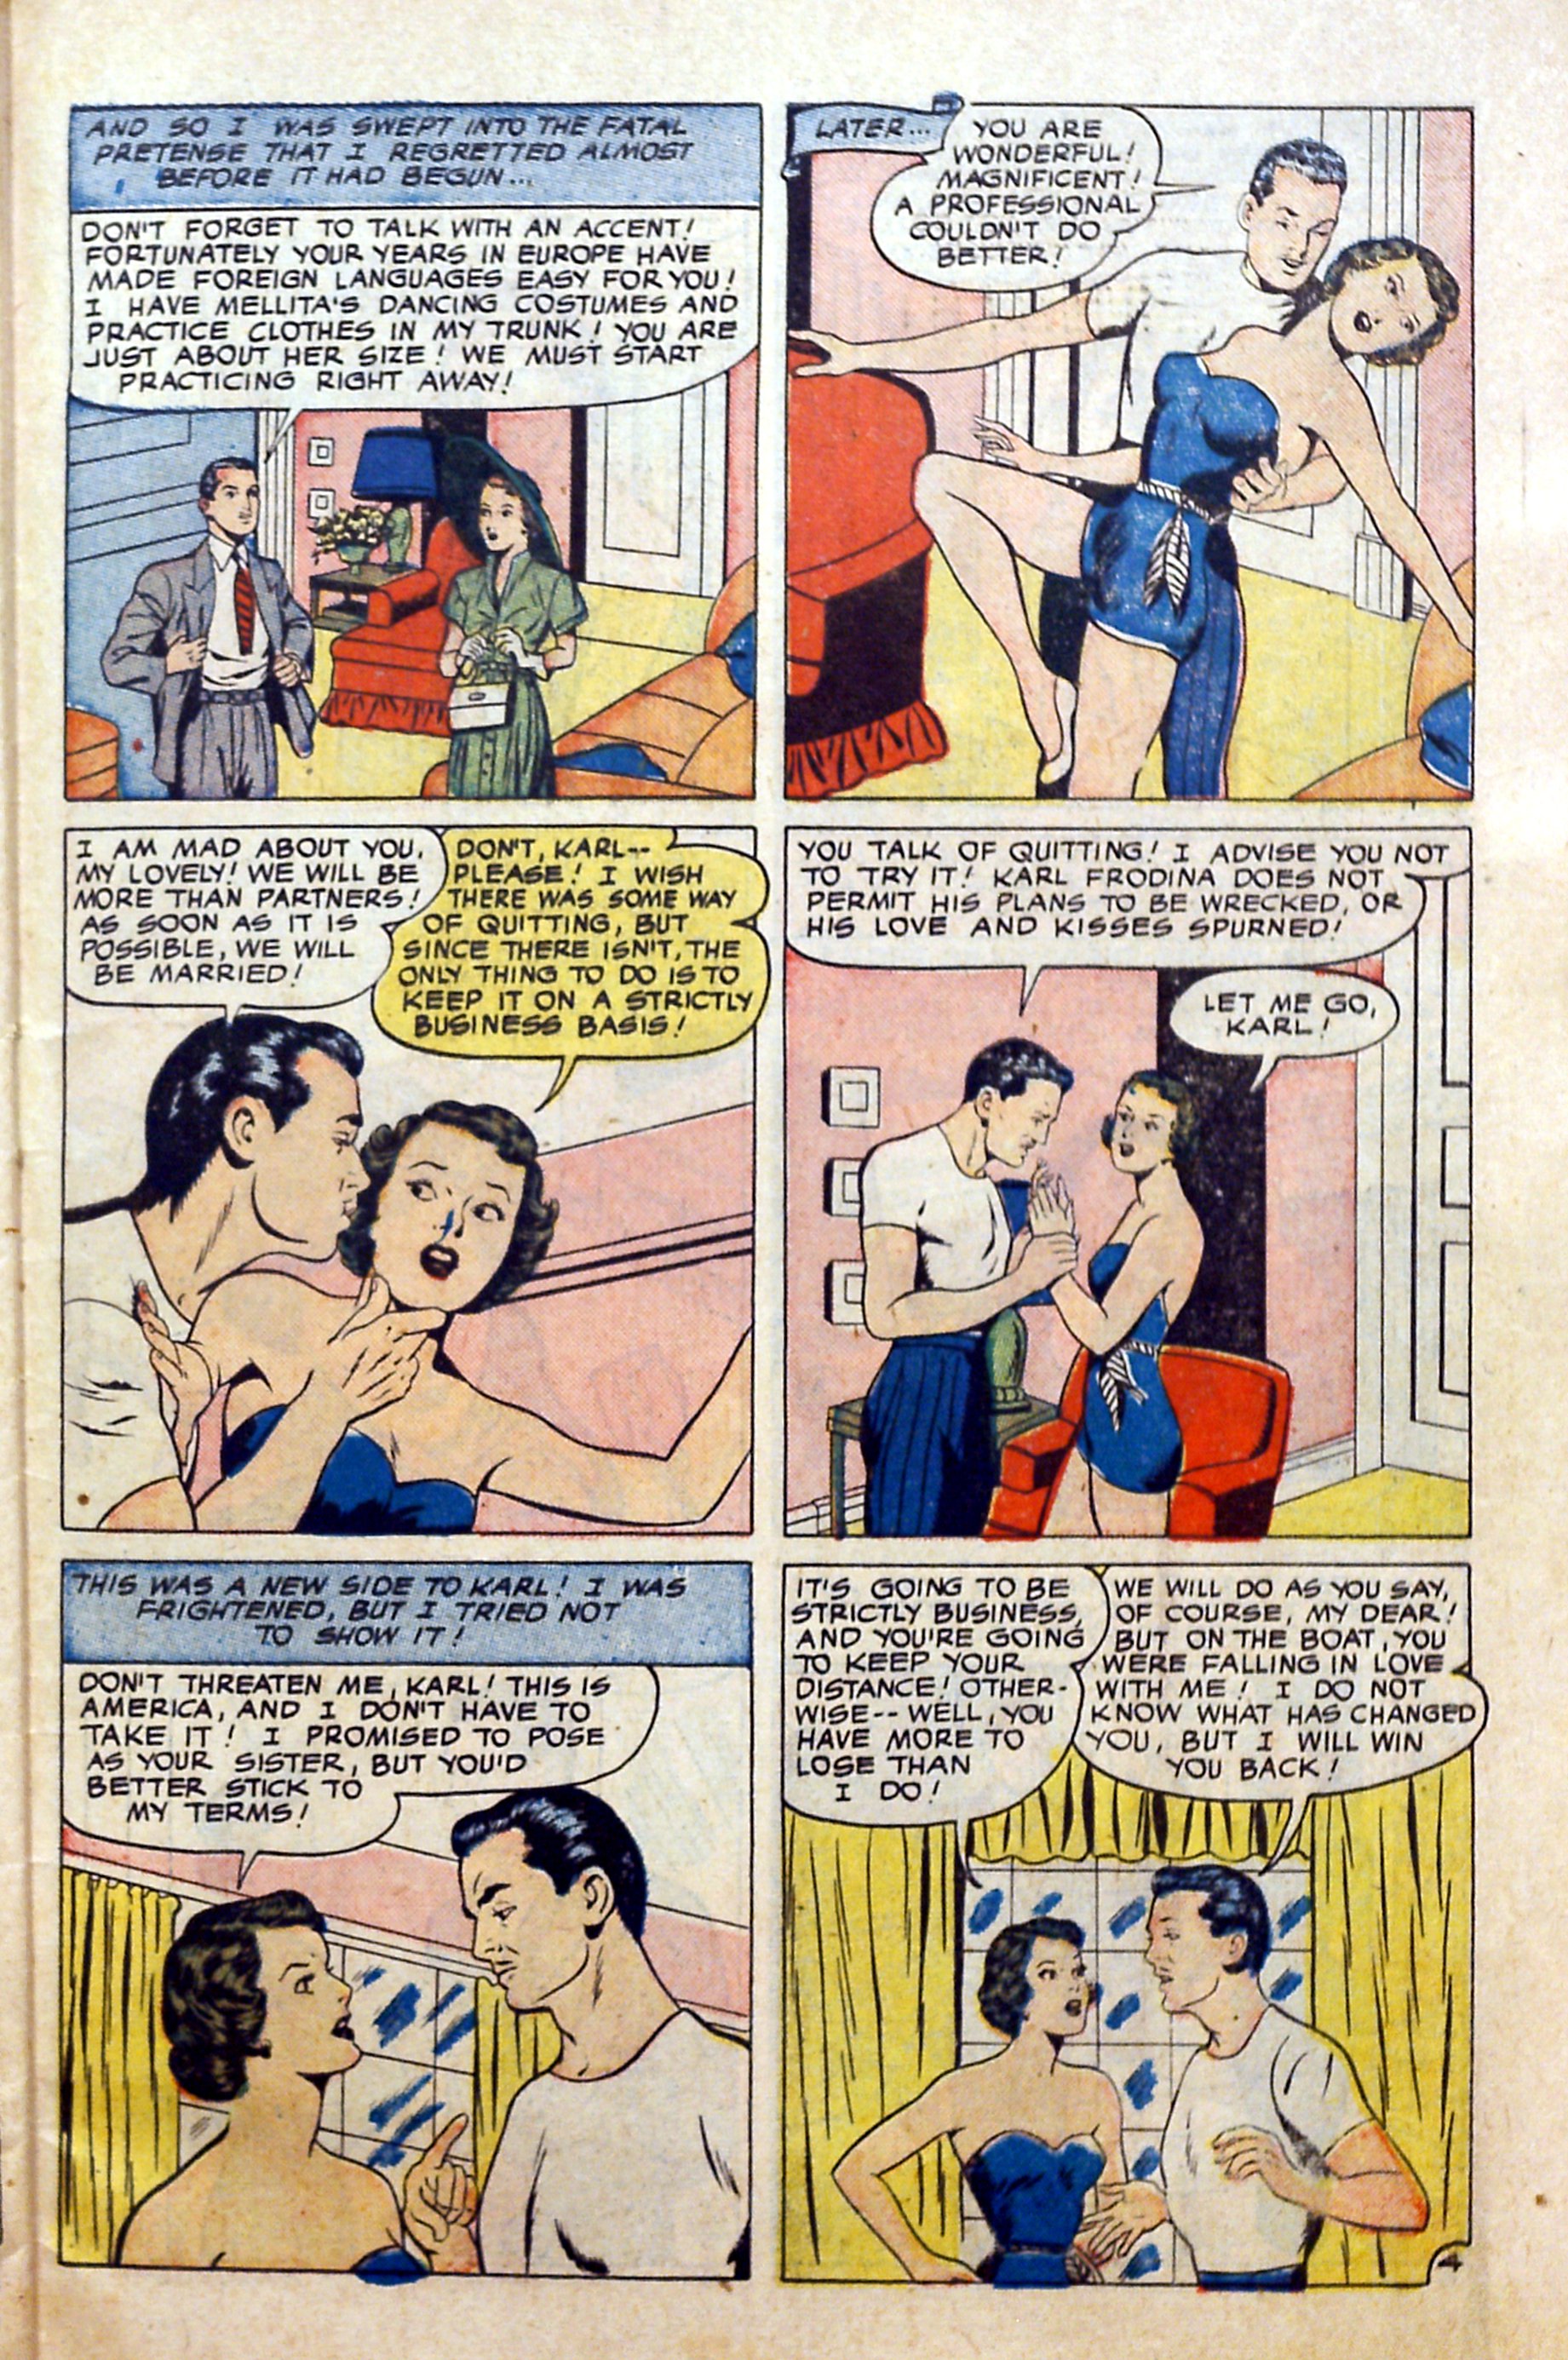 AND SO I WAS SWEPT INTO THE FATAL
PRETENSE THAT I REGRETTED ALMOST
BEFORE IT HAD BEGUN...
DON'T FORGET TO TALK WITH AN ACCENT!
FORTUNATELY YOUR YEARS IN EUROPE HAVE
MADE FOREIGN LANGUAGES EASY FOR YOU!
I HAVE MELLITA'S DANCING COSTUMES AND
PRACTICE CLOTHES IN MY TRUNK! YOU ARE
JUST ABOUT HER SIZE! WE MUST START
PRACTICING RIGHT AWAY!
LATER...
YOU ARE
WONDERFUL!
MAGNIFICENT!
A PROFESSIONAL
COULDN'T DO
BETTER!
I AM MAD ABOUT YOU,
MY LOVELY! WE WILL BE
MORE THAN PARTNERS!
AS SOON AS IT IS
POSSIBLE, WE WILL
BE MARRIED!
DON'T, KARL--
PLEASE! I WISH
THERE WAS SOME WAY
OF QUITTING, BUT
SINCE THERE ISN'T, THE
ONLY THING TO DO IS TO
KEEP IT ON A STRICTLY
BUSINESS BASIS!
YOU TALK OF QUITTING! I ADVISE YOU NOT
TO TRY IT! KARL FRODINA DOES NOT
PERMIT HIS PLANS TO BE WRECKED, OR
HIS LOVE AND KISSES SPURNED!
LET ME GO,
KARL!
THIS WAS A NEW SIDE TO KARL! I WAS
FRIGHTENED, BUT I TRIED NOT
TO SHOW IT!
DON'T THREATEN ME, KARL! THIS IS
AMERICA, AND I DON'T HAVE TO
TAKE IT! I PROMISED TO POSE
AS YOUR SISTER, BUT YOU'D
BETTER STICK TO
MY TERMS!
IT'S GOING TO BE
STRICTLY BUSINESS,
AND YOU'RE GOING
TO KEEP YOUR
DISTANCE! OTHER-
WISE-- WELL, YOU
HAVE MORE TO
LOSE THAN
I DO!
WE WILL DO AS YOU SAY,
OF COURSE, MY DEAR!
BUT ON THE BOAT, YOU
WERE FALLING IN LOVE
WITH ME! I DO NOT
KNOW WHAT HAS CHANGED
YOU, BUT I WILL WIN
YOU BACK!
4